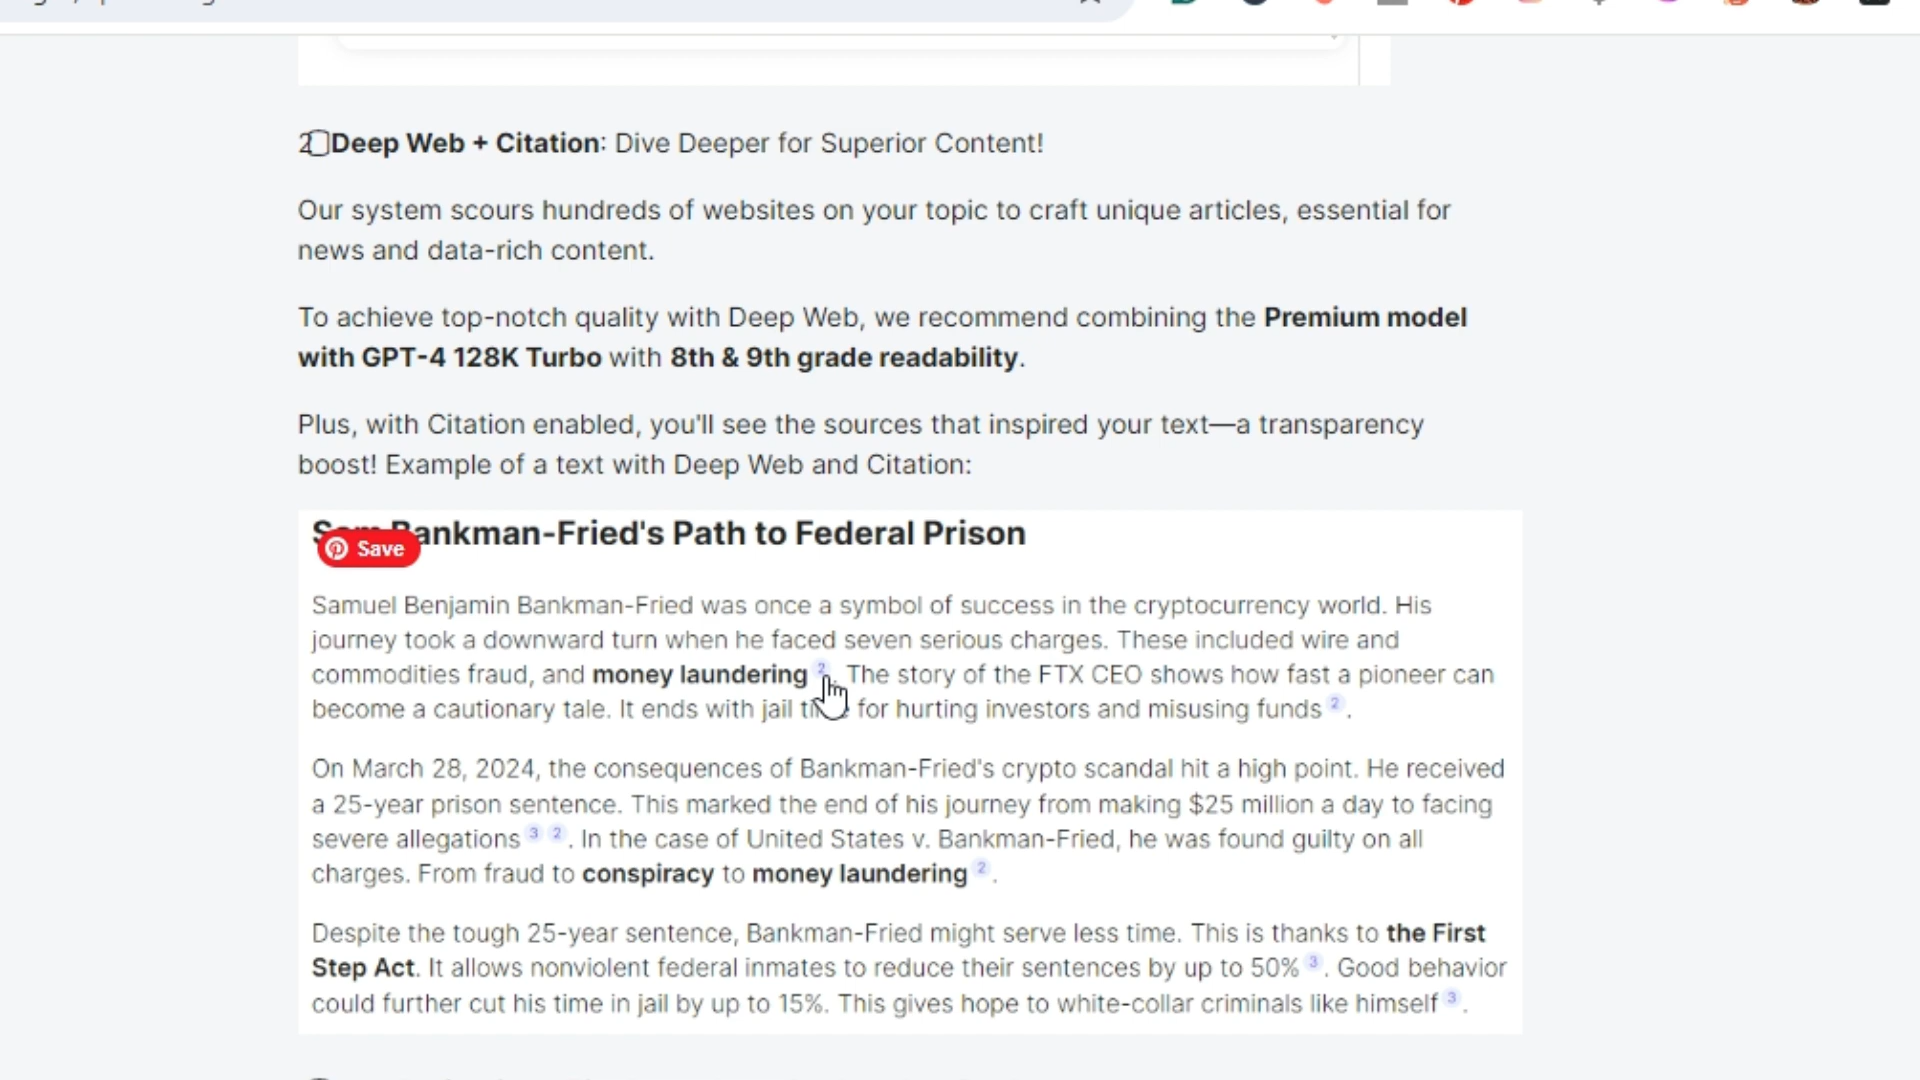 2 Deep Web + Citation: Dive Deeper for Superior Content!
Our system scours hundreds of websites on your topic to craft unique articles, essential for
news and data-rich content.
To achieve top-notch quality with Deep Web, we recommend combining the Premium model
with GPT-4 128K Turbo with 8th & 9th grade readability.
Plus, with Citation enabled, you'll see the sources that inspired your text—a transparency
boost! Example of a text with Deep Web and Citation:
Bankman-Fried's Path to Federal Prison
Save
Samuel Benjamin Bankman-Fried was once a symbol of success in the cryptocurrency world. His
journey took a downward turn when he faced seven serious charges. These included wire and
commodities fraud, and money laundering 2. The story of the FTX CEO shows how fast a pioneer can
become a cautionary tale. It ends with jail time for hurting investors and misusing funds 2.
On March 28, 2024, the consequences of Bankman-Fried's crypto scandal hit a high point. He received
a 25-year prison sentence. This marked the end of his journey from making $25 million a day to facing
severe allegations 3 2. In the case of United States v. Bankman-Fried, he was found guilty on all
charges. From fraud to conspiracy to money laundering 2.
Despite the tough 25-year sentence, Bankman-Fried might serve less time. This is thanks to the First
Step Act. It allows nonviolent federal inmates to reduce their sentences by up to 50% 3. Good behavior
could further cut his time in jail by up to 15%. This gives hope to white-collar criminals like himself 3.